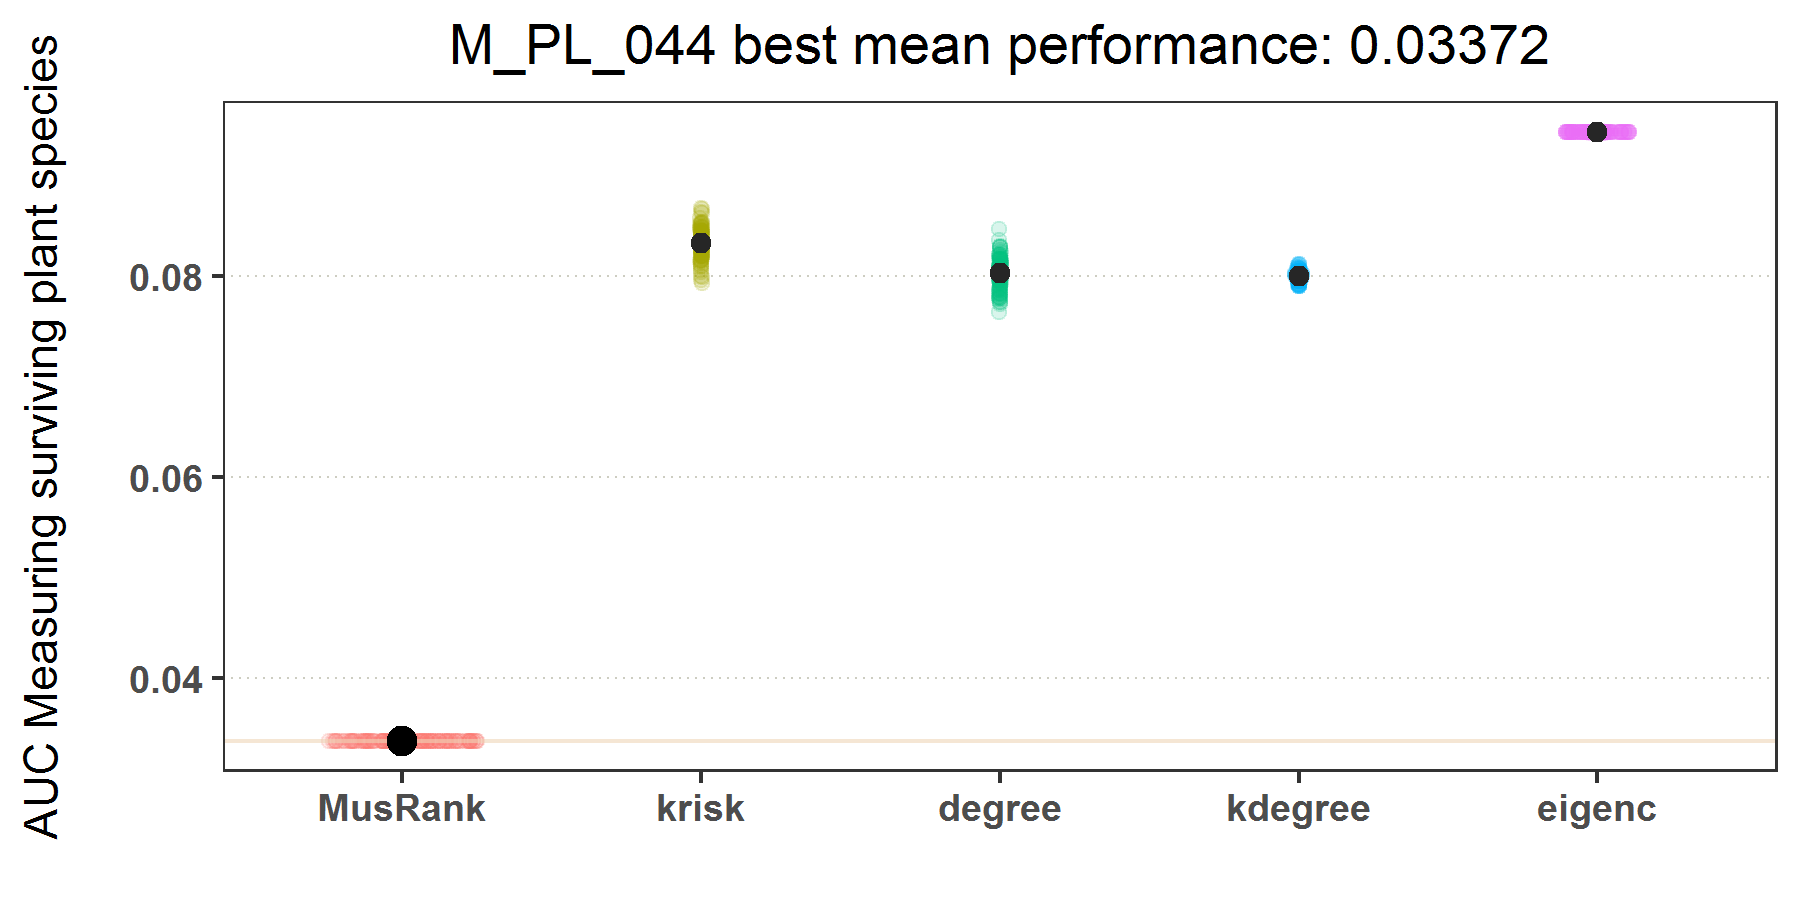 M_PL_044 best mean performance: 0.03372
AUC Measuring surviving plant species
0.08
0.06
0.04
MusRank krisk degree kdegree eigenc